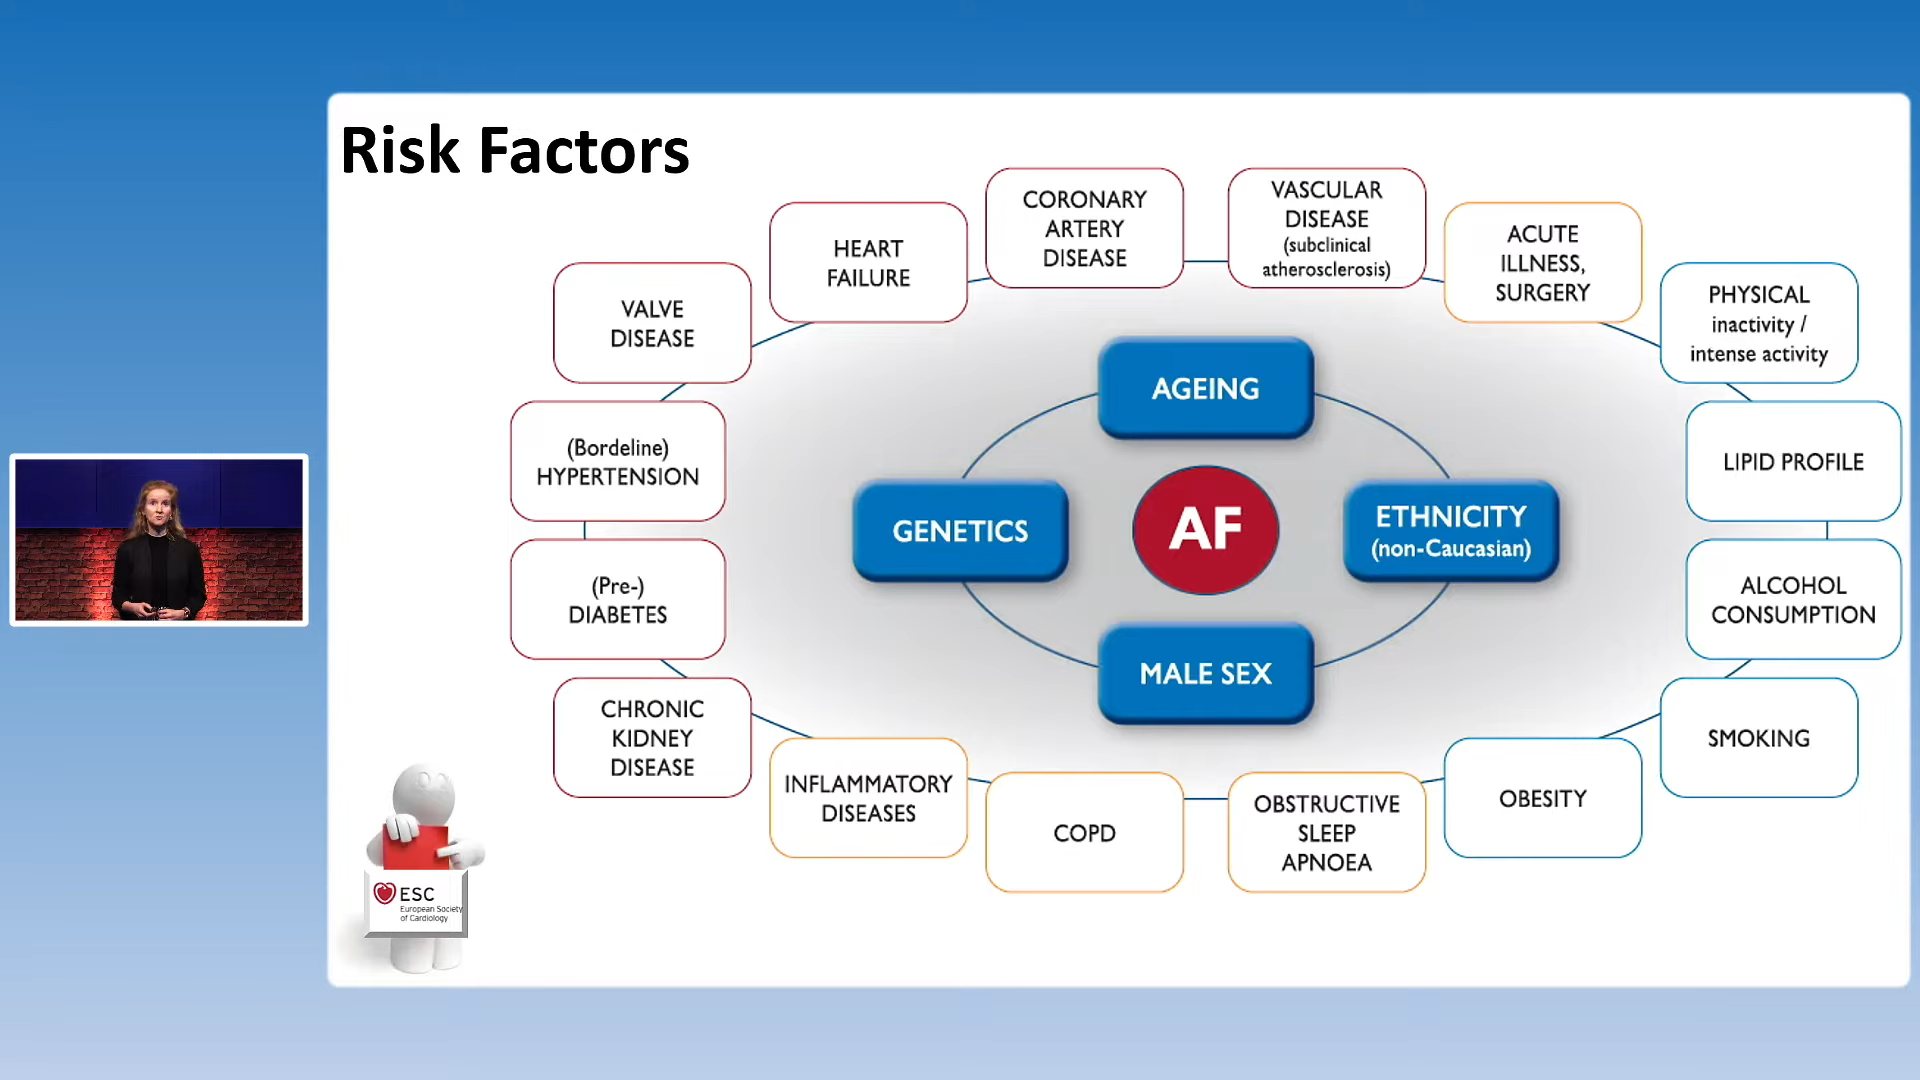 Risk Factors
CORONARY
ARTERY
DISEASE
VASCULAR
DISEASE
(subclinical
atherosclerosis)
HEART
FAILURE
ACUTE
ILLNESS,
SURGERY
VALVE
DISEASE
PHYSICAL
inactivity /
intense activity
AGEING
(Bordeline)
HYPERTENSION
LIPID PROFILE
GENETICS
AF
ETHNICITY
(non-Caucasian)
(Pre-)
DIABETES
ALCOHOL
CONSUMPTION
MALE SEX
CHRONIC
KIDNEY
DISEASE
SMOKING
INFLAMMATORY
DISEASES
COPD
OBSTRUCTIVE
SLEEP
APNOEA
OBESITY
ESC
European Society
of Cardiology